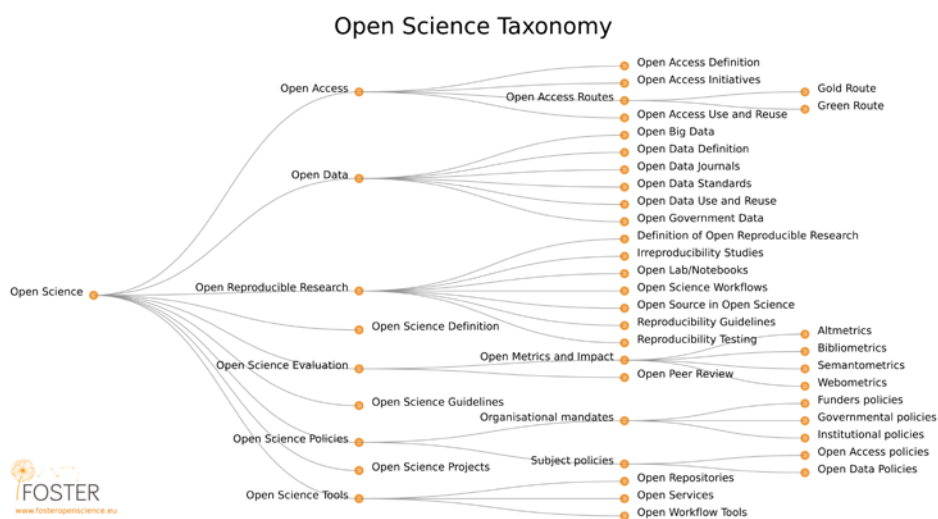 Open Science Taxonomy
Open Science
Open Access
Open Access Definition
Open Access Initiatives
Open Access Routes
Gold Route
Green Route
Open Access Use and Reuse
Open Data
Open Big Data
Open Data Definition
Open Data Journals
Open Data Standards
Open Data Use and Reuse
Open Government Data
Open Reproducible Research
Definition of Open Reproducible Research
Irreproducibility Studies
Open Lab/Notebooks
Open Science Workflows
Open Source in Open Science
Reproducibility Guidelines
Reproducibility Testing
Open Science Definition
Open Science Evaluation
Open Metrics and Impact
Altmetrics
Bibliometrics
Semantometrics
Webometrics
Open Peer Review
Open Science Guidelines
Open Science Policies
Organisational mandates
Funders policies
Governmental policies
Institutional policies
Subject policies
Open Access policies
Open Data Policies
Open Science Projects
Open Science Tools
Open Repositories
Open Services
Open Workflow Tools
FOSTER
www.fosteropenscience.eu